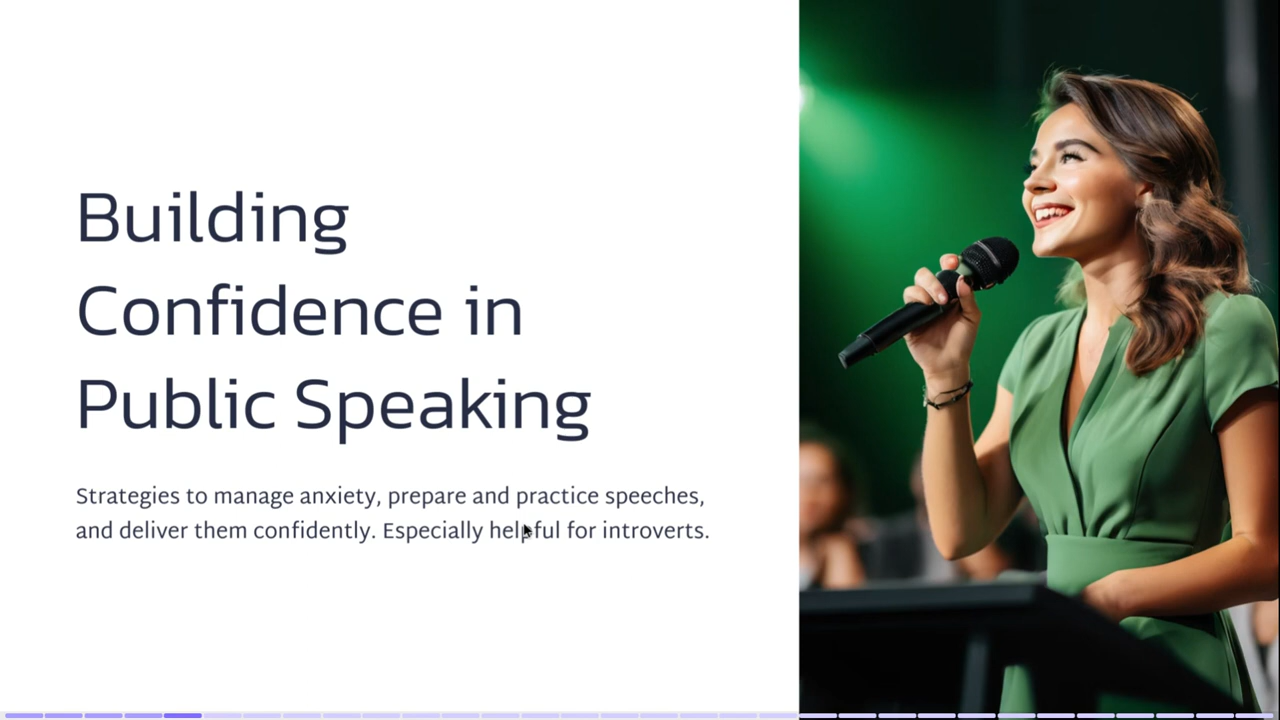 Building
Confidence in
Public Speaking
Strategies to manage anxiety, prepare and practice speeches,
and deliver them confidently. Especially helpful for introverts.